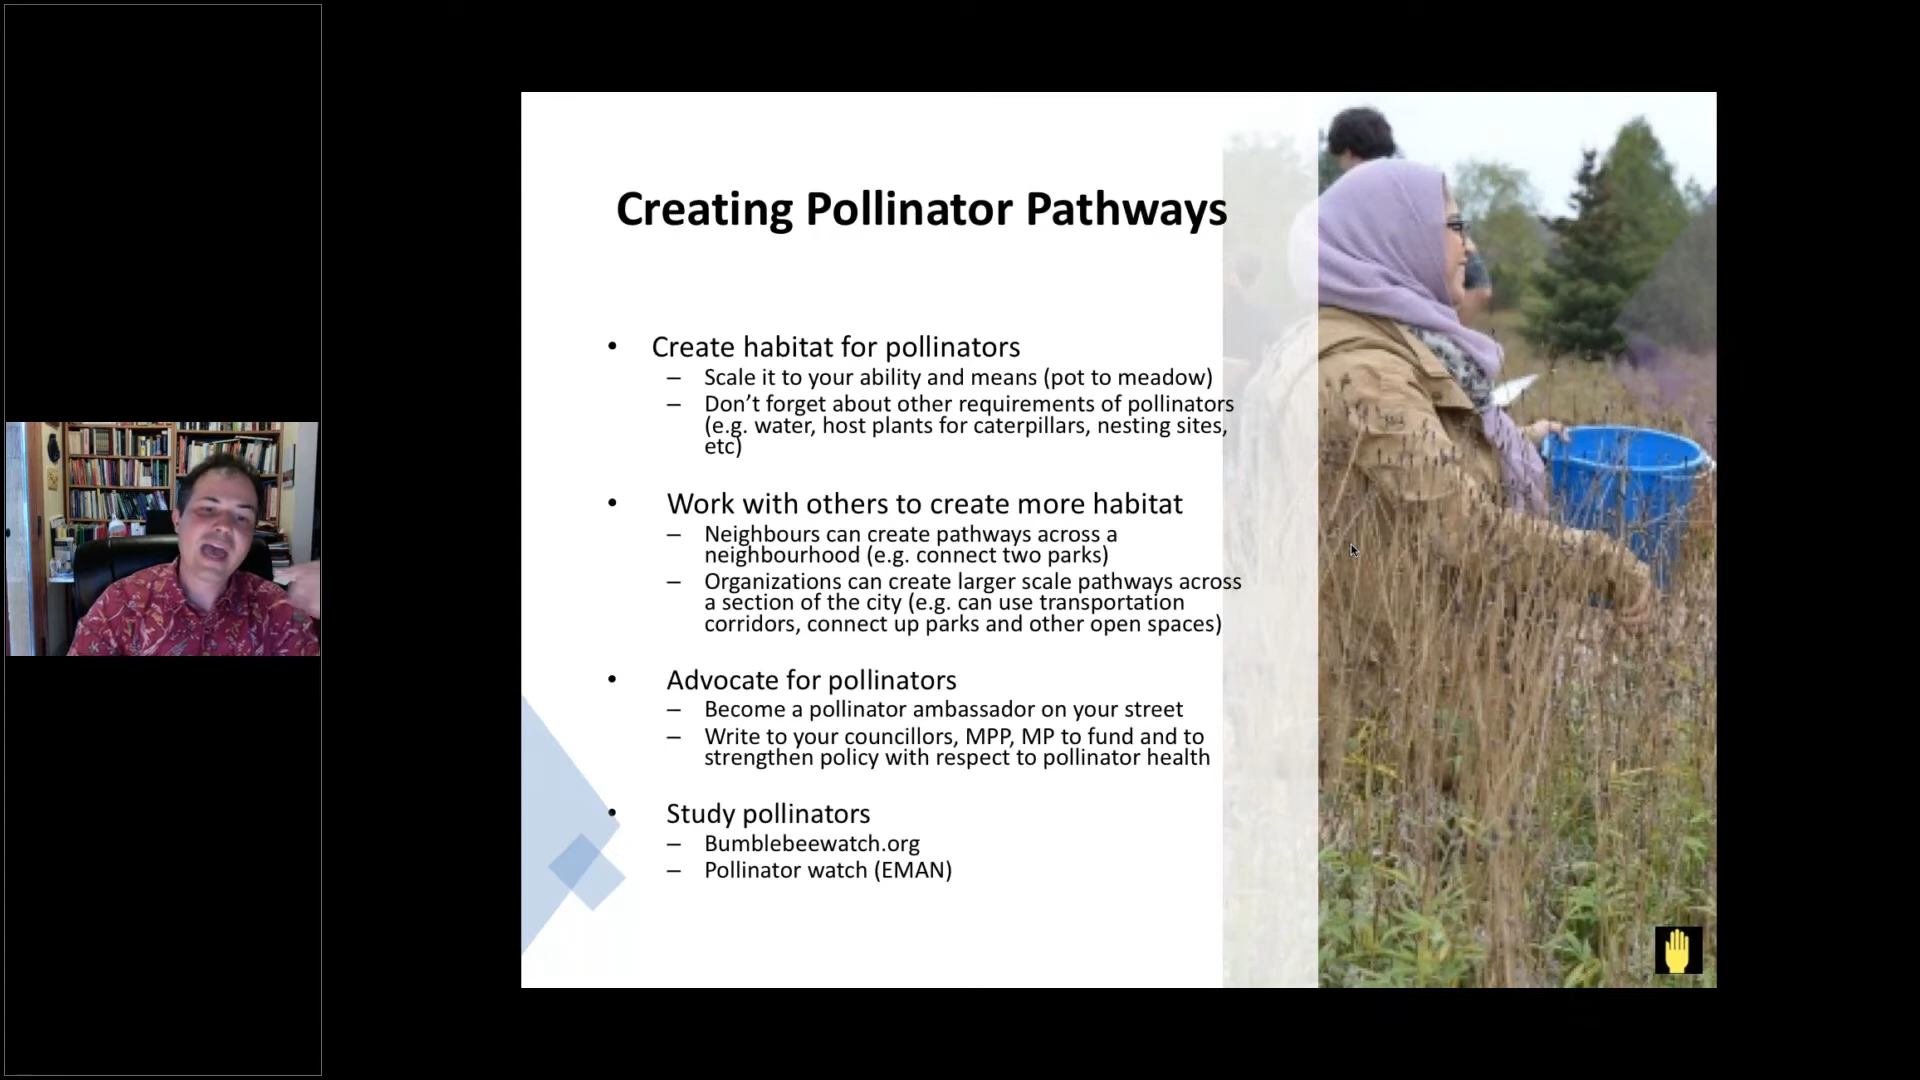 Creating Pollinator Pathways
• Create habitat for pollinators
– Scale it to your ability and means (pot to meadow)
– Don’t forget about other requirements of pollinators
(e.g. water, host plants for caterpillars, nesting sites,
etc)
• Work with others to create more habitat
– Neighbours can create pathways across a
neighbourhood (e.g. connect two parks)
– Organizations can create larger scale pathways across
a section of the city (e.g. can use transportation
corridors, connect up parks and other open spaces)
• Advocate for pollinators
– Become a pollinator ambassador on your street
– Write to your councillors, MPP, MP to fund and to
strengthen policy with respect to pollinator health
• Study pollinators
– Bumblebeewatch.org
– Pollinator watch (EMAN)